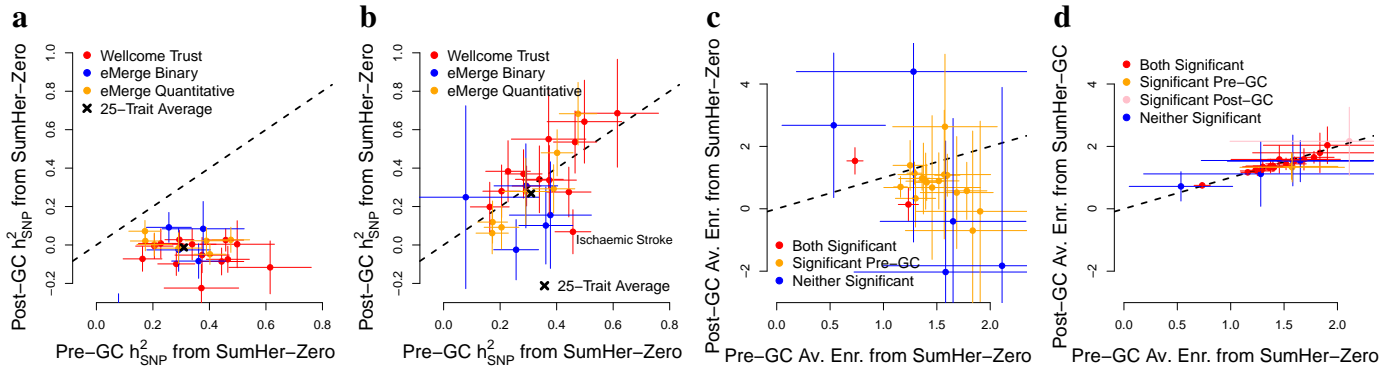 a
Post−GC h²SNP from SumHer−Zero
1.0
0.8
0.6
0.4
0.2
0.0
−0.2
Wellcome Trust
eMerge Binary
eMerge Quantitative
25−Trait Average
0.0 0.2 0.4 0.6 0.8
Pre−GC h²SNP from SumHer−Zero
b
Post−GC h²SNP from SumHer−Zero
1.0
0.8
0.6
0.4
0.2
0.0
−0.2
Wellcome Trust
eMerge Binary
eMerge Quantitative
Ischaemic Stroke
25−Trait Average
0.0 0.2 0.4 0.6 0.8
Pre−GC h²SNP from SumHer−Zero
c
Post−GC Av. Enr. from SumHer−Zero
4
2
0
−2
Both Significant
Significant Pre−GC
Neither Significant
0.0 0.5 1.0 1.5 2.0
Pre−GC Av. Enr. from SumHer−Zero
d
Post−GC Av. Enr. from SumHer−GC
4
2
0
−2
Both Significant
Significant Pre−GC
Significant Post−GC
Neither Significant
0.0 0.5 1.0 1.5 2.0
Pre−GC Av. Enr. from SumHer−Zero